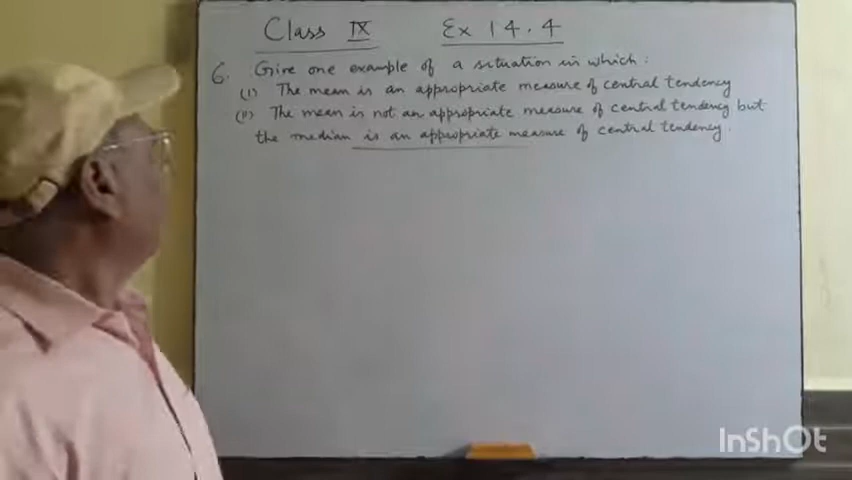 Class IX Ex 14.4
6. Give one example of a situation in which :
(i) The mean is an appropriate measure of central tendency
(ii) The mean is not an appropriate measure of central tendency but
the median is an appropriate measure of central tendency.
InShOt